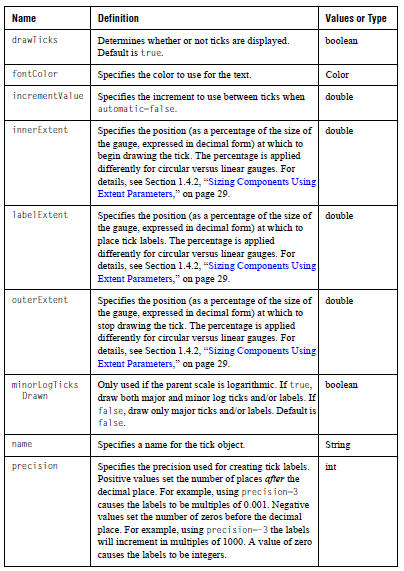 Name Definition Values or Type
drawTicks Determines whether or not ticks are displayed. boolean
Default is true.
fontColor Specifies the color to use for the text. Color
incrementValue Specifies the increment to use between ticks when double
automatic=false.
innerExtent Specifies the position (as a percentage of the size of double
the gauge, expressed in decimal form) at which to
begin drawing the tick. The percentage is applied
differently for circular versus linear gauges. For
details, see Section 1.4.2, “Sizing Components Using
Extent Parameters,” on page 29.
labelExtent Specifies the position (as a percentage of the size of double
the gauge, expressed in decimal form) at which to
place tick labels. The percentage is applied
differently for circular versus linear gauges. For
details, see Section 1.4.2, “Sizing Components Using
Extent Parameters,” on page 29.
outerExtent Specifies the position (as a percentage of the size of double
the gauge, expressed in decimal form) at which to
stop drawing the tick. The percentage is applied
differently for circular versus linear gauges. For
details, see Section 1.4.2, “Sizing Components Using
Extent Parameters,” on page 29.
minorLogTicks Only used if the parent scale is logarithmic. If true, boolean
Drawn draw both major and minor log ticks and/or labels. If
false, draw only major ticks and/or labels. Default is
false.
name Specifies a name for the tick object. String
precision Specifies the precision used for creating tick labels. int
Positive values set the number of places after the
decimal place. For example, using precision=3
causes the labels to be multiples of 0.001. Negative
values set the number of zeros before the decimal
place. For example, using precision=-3 the labels
will increment in multiples of 1000. A value of zero
causes the labels to be integers.